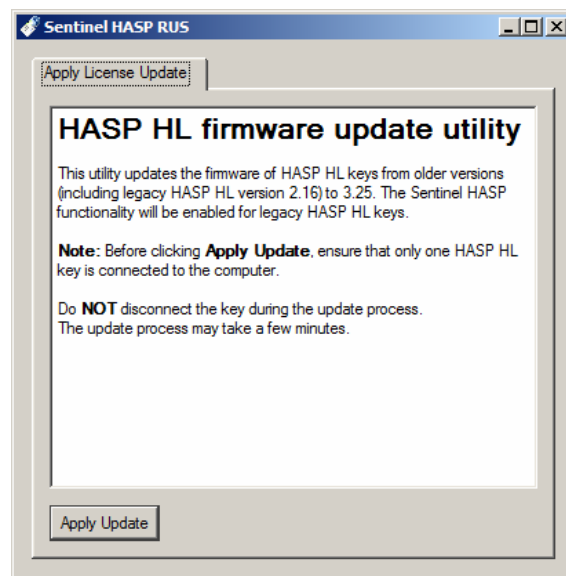 Sentinel HASP RUS
Apply License Update
HASP HL firmware update utility
This utility updates the firmware of HASP HL keys from older versions
(including legacy HASP HL version 2.16) to 3.25. The Sentinel HASP
functionality will be enabled for legacy HASP HL keys.
Note: Before clicking Apply Update, ensure that only one HASP HL
key is connected to the computer.
Do NOT disconnect the key during the update process.
The update process may take a few minutes.
Apply Update